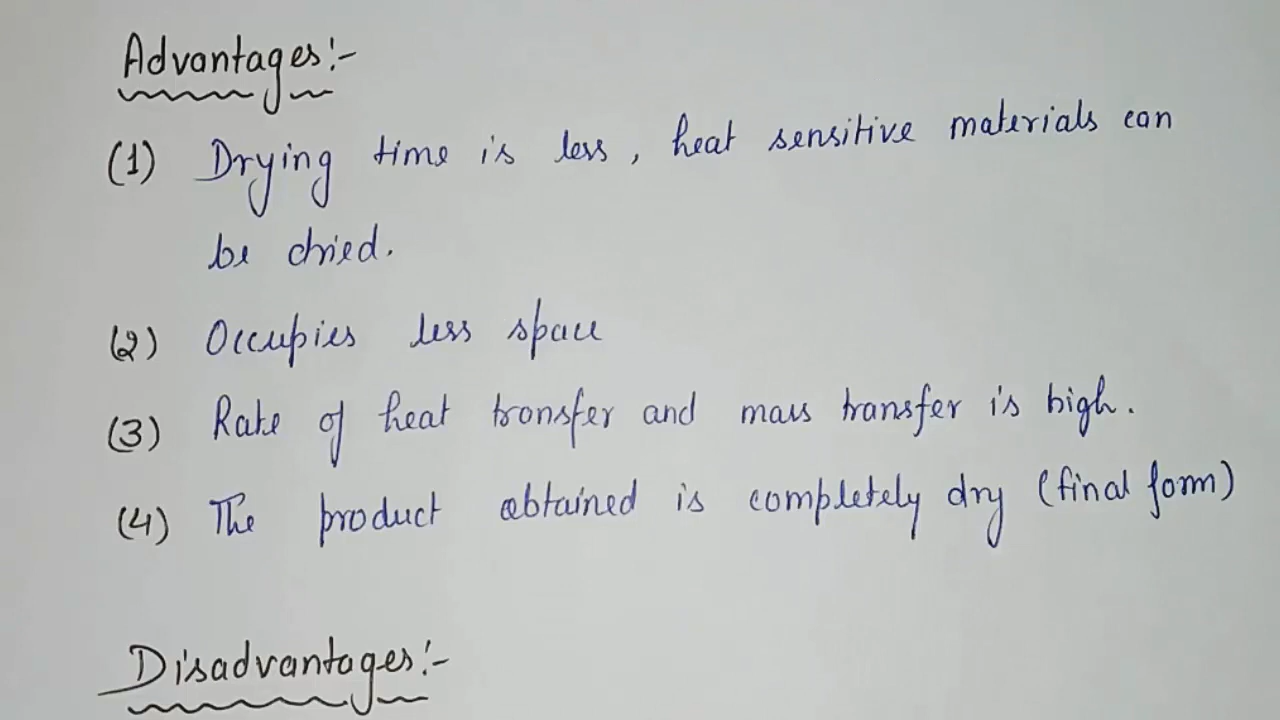 Advantages:-
(1) Drying time is less, heat sensitive materials can
be dried.
(2) Occupies less space
(3) Rate of heat transfer and mass transfer is high.
(4) The product obtained is completely dry (final form)
Disadvantages:-